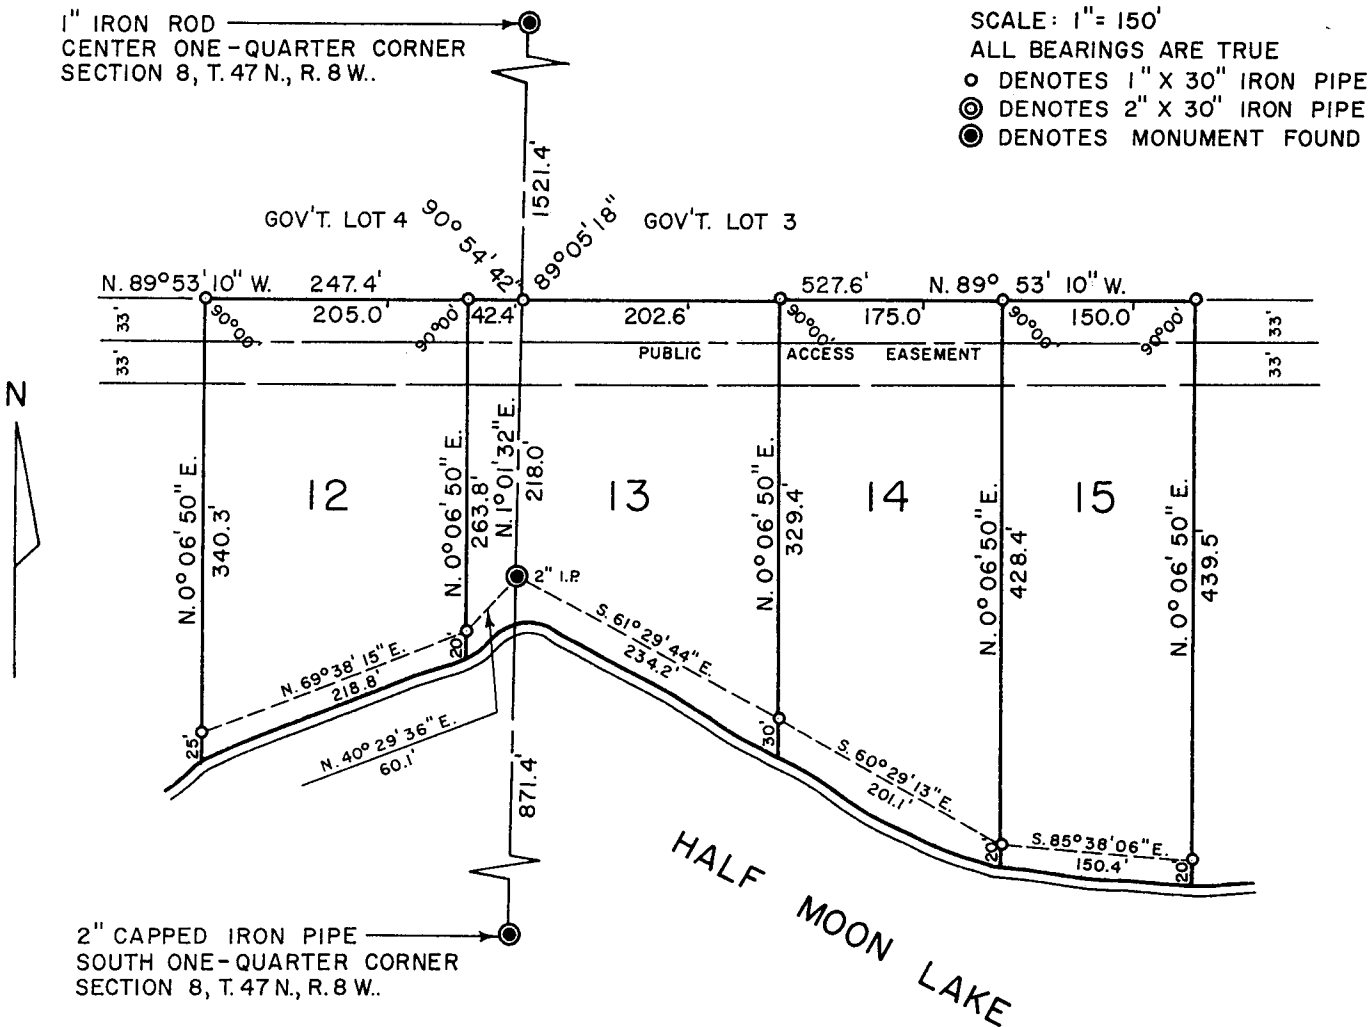 1" IRON ROD
CENTER ONE-QUARTER CORNER
SECTION 8, T. 47 N., R. 8 W..
SCALE: 1"= 150'
ALL BEARINGS ARE TRUE
DENOTES 1" X 30" IRON PIPE
DENOTES 2" X 30" IRON PIPE
DENOTES MONUMENT FOUND
1521.4'
GOV'T. LOT 4
90° 54' 42"
89° 05' 18"
GOV'T. LOT 3
N. 89° 53' 10" W.
247.4'
527.6'
N. 89° 53' 10" W.
33'
90°00'
205.0'
90°00'
42.4'
202.6'
90°00'
175.0'
90°00'
150.0'
90°00'
33'
33'
PUBLIC ACCESS EASEMENT
33'
N
N. 0° 06' 50" E.
340.3'
12
N. 0° 06' 50" E.
263.8'
N. 1° 01' 32" E.
218.0'
13
N. 0° 06' 50" E.
329.4'
14
N. 0° 06' 50" E.
428.4'
15
N. 0° 06' 50" E.
439.5'
2" I.P.
N. 69° 38' 15" E.
218.8'
20'
S. 61° 29' 44" E.
234.2'
25'
N. 40° 29' 36" E.
60.1'
30'
S. 60° 29' 13" E.
201.1'
871.4'
20'
S. 85° 38' 06" E.
150.4'
20'
HALF MOON LAKE
2" CAPPED IRON PIPE
SOUTH ONE-QUARTER CORNER
SECTION 8, T. 47 N., R. 8 W..